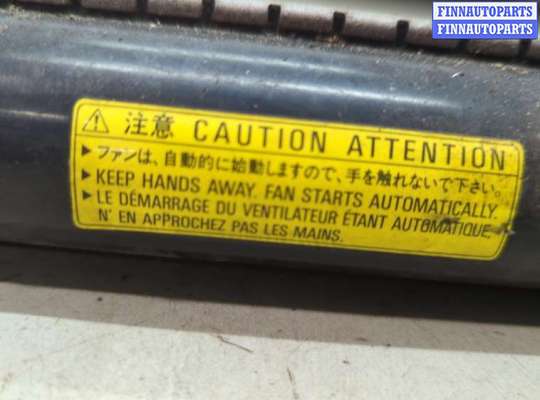 FINNAUTOPARTS
FINNAUTOPARTS
⚠ 注意 CAUTION ATTENTION
▶ファンは、自動的に始動しますので、手を触れないで下さい。
▶KEEP HANDS AWAY. FAN STARTS AUTOMATICALLY.
▶LE DÉMARRAGE DU VENTILATEUR ÉTANT AUTOMATIQUE,
N' EN APPROCHEZ PAS LES MAINS.